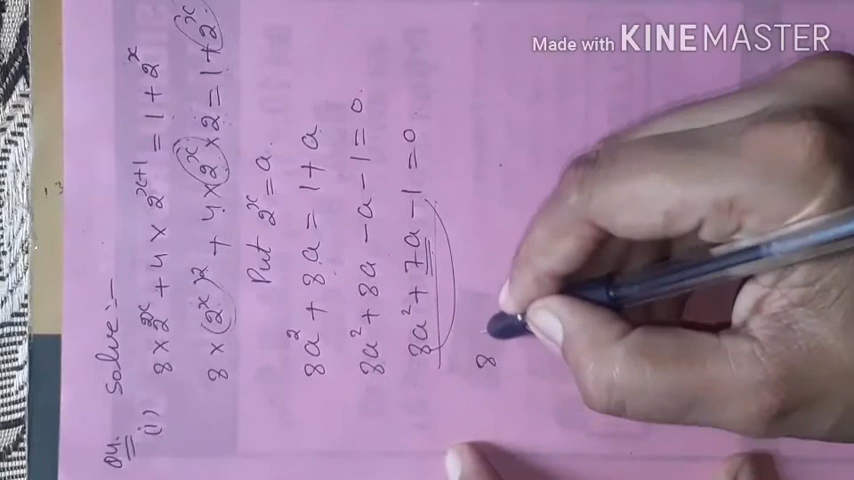 Made with KINEMASTER
Q4. Solve :-
(i) 8 × 2^2x + 4 × 2^x+1 = 1 + 2^x
8 × (2^x)^2 + 4 × 2^x × 2 = 1 + 2^x
Put 2^x = a.
8a^2 + 8a = 1 + a
8a^2 + 8a - a - 1 = 0.
8a^2 + 7a - 1 = 0.
8